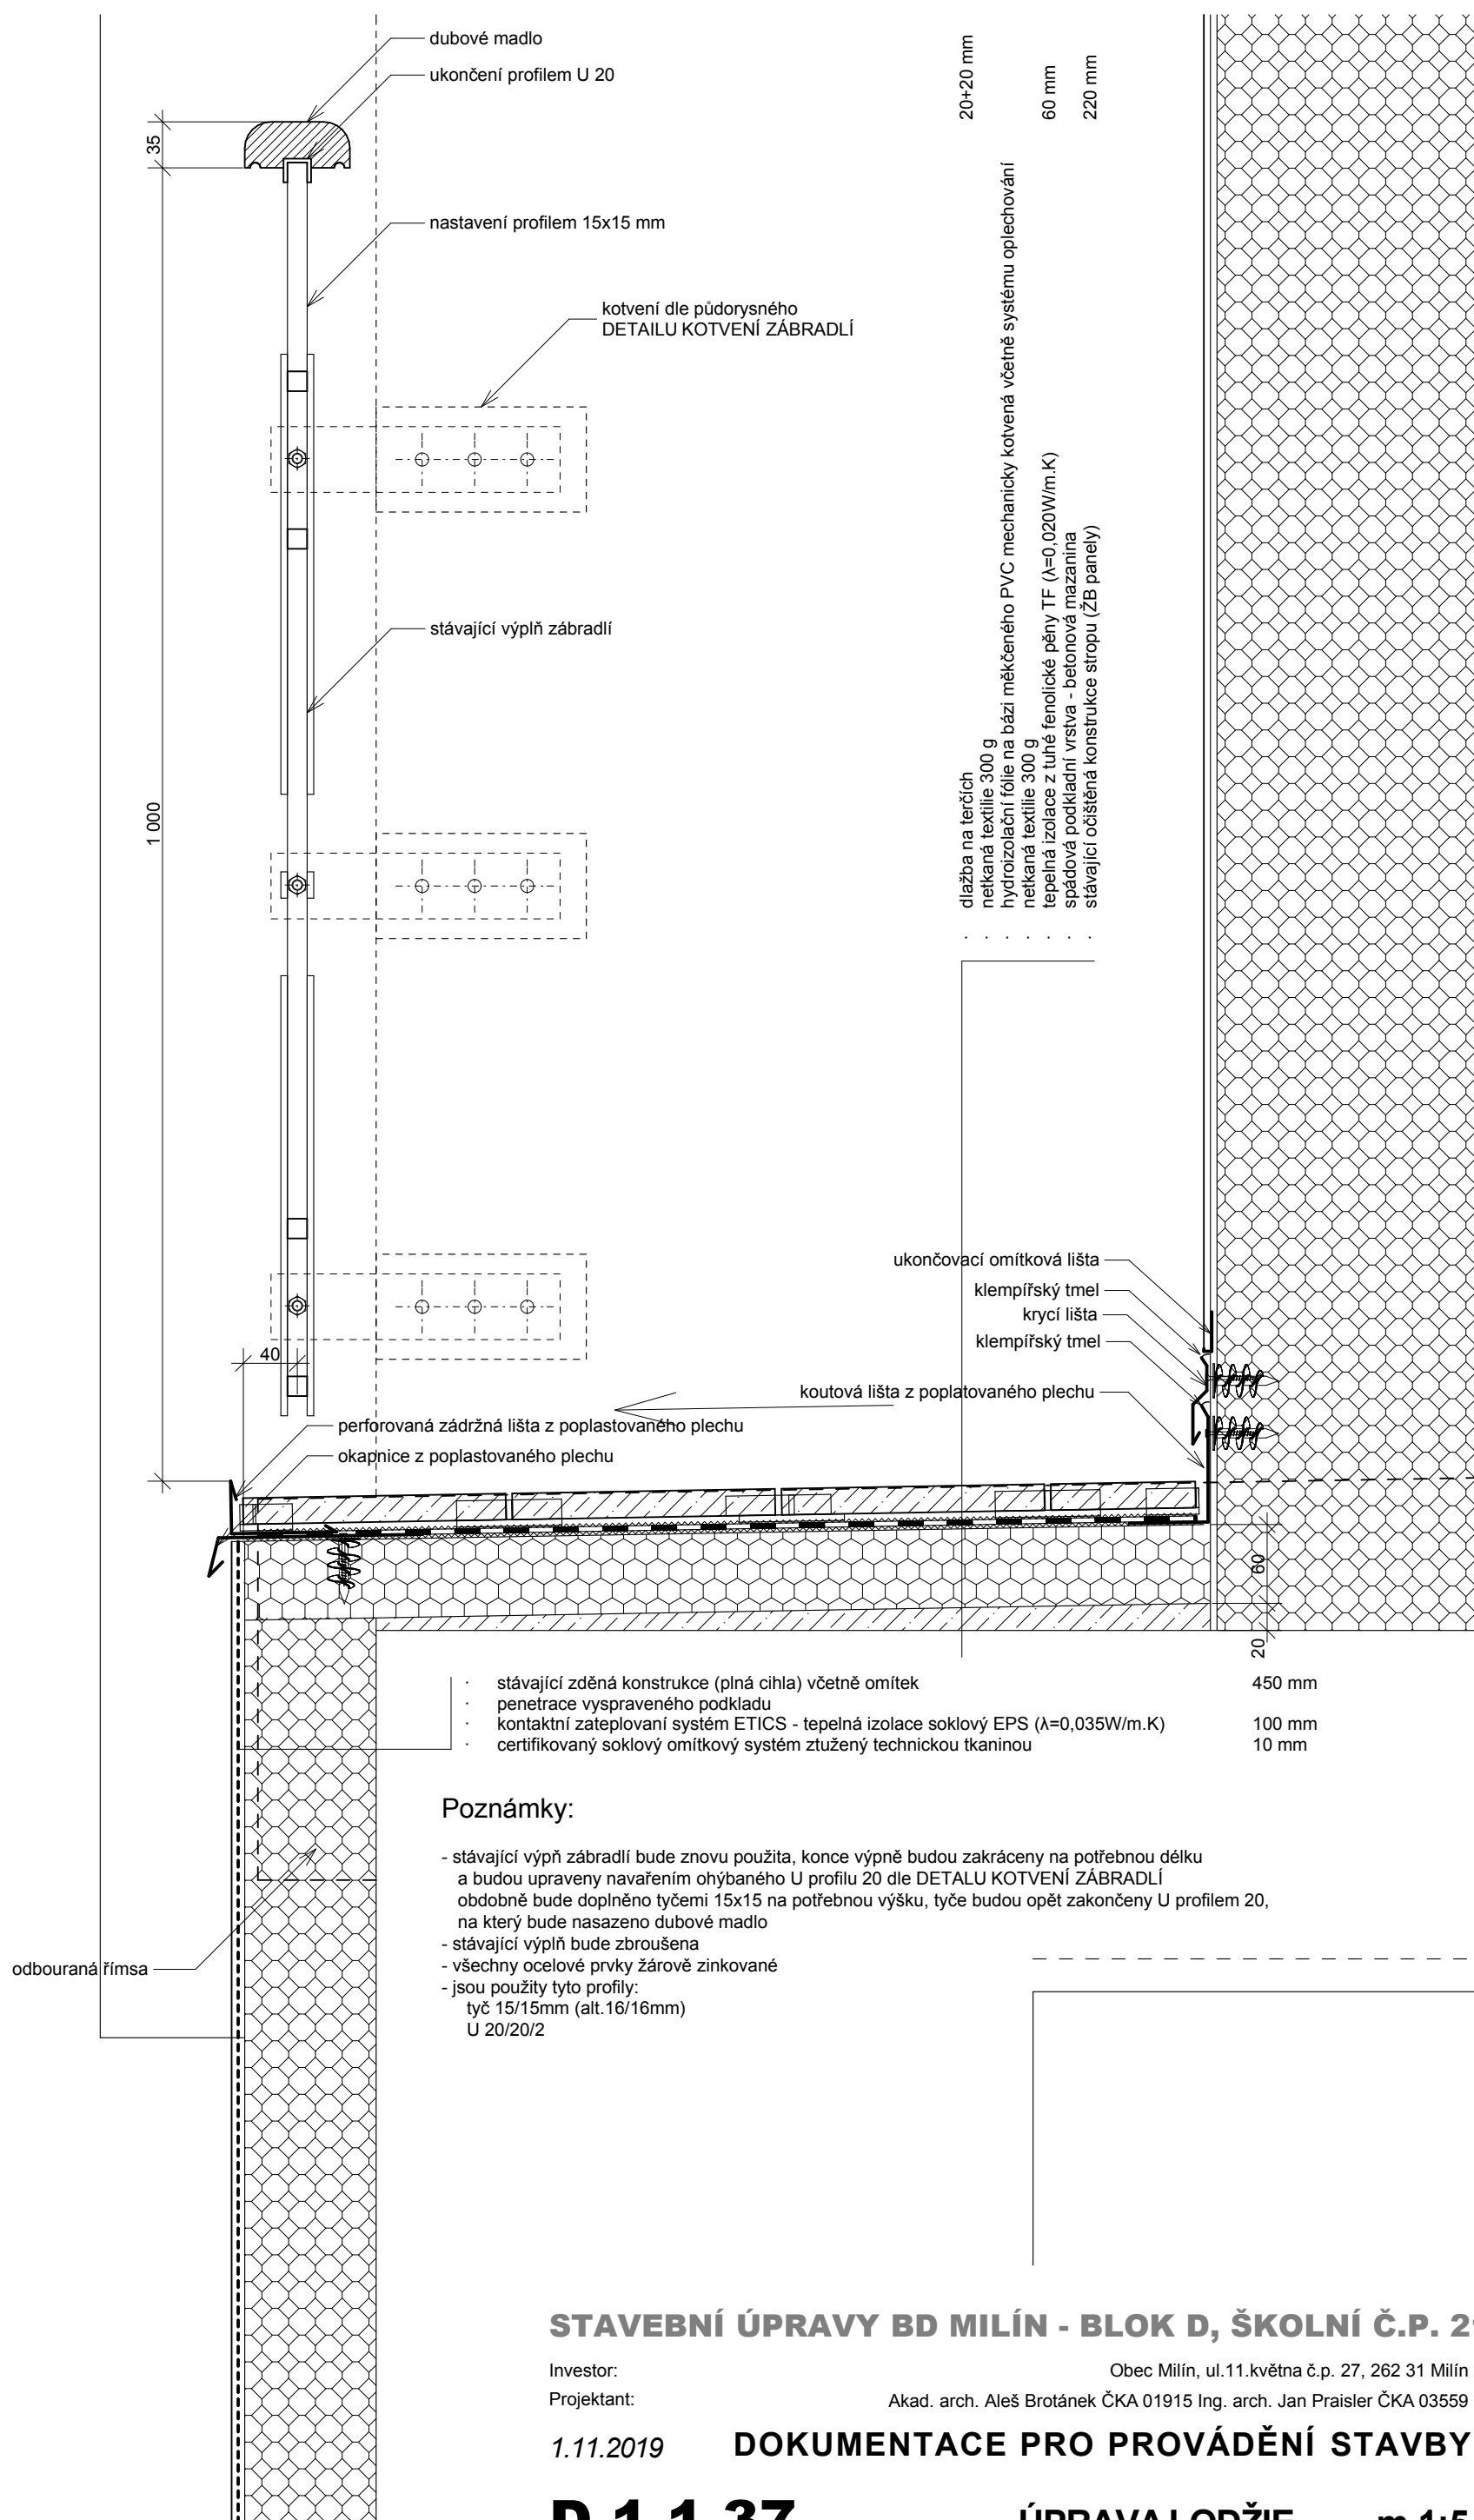 dubové madlo
ukončení profilem U 20
35
nastavení profilem 15x15 mm
kotvení dle půdorysného
DETAILU KOTVENÍ ZÁBRADLÍ
stávající výplň zábradlí
1 000
dlažba na terčích 20+20 mm
netkaná textilie 300 g
hydroizolační fólie na bázi měkčeného PVC mechanicky kotvená včetně systému oplechování
netkaná textilie 300 g
tepelná izolace z tuhé fenolické pěny TF (λ=0,020W/m.K) 60 mm
spádová podkladní vrstva - betonová mazanina
stávající očištěná konstrukce stropu (ŽB panely) 220 mm
ukončovací omítková lišta
klempířský tmel
krycí lišta
klempířský tmel
40
koutová lišta z poplatovaného plechu
perforovaná zádržná lišta z poplastovaného plechu
okapnice z poplastovaného plechu
60
20
· stávající zděná konstrukce (plná cihla) včetně omítek 450 mm
· penetrace vyspraveného podkladu
· kontaktní zateplovaní systém ETICS - tepelná izolace soklový EPS (λ=0,035W/m.K) 100 mm
· certifikovaný soklový omítkový systém ztužený technickou tkaninou 10 mm
Poznámky:
- stávající výpň zábradlí bude znovu použita, konce výpně budou zakráceny na potřebnou délku
a budou upraveny navařením ohýbaného U profilu 20 dle DETALU KOTVENÍ ZÁBRADLÍ
obdobně bude doplněno tyčemi 15x15 na potřebnou výšku, tyče budou opět zakončeny U profilem 20,
na který bude nasazeno dubové madlo
- stávající výplň bude zbroušena
- všechny ocelové prvky žárově zinkované
- jsou použity tyto profily:
tyč 15/15mm (alt.16/16mm)
U 20/20/2
odbouraná římsa
STAVEBNÍ ÚPRAVY BD MILÍN - BLOK D, ŠKOLNÍ Č.P. 2
Investor: Obec Milín, ul.11.května č.p. 27, 262 31 Milín
Projektant: Akad. arch. Aleš Brotánek ČKA 01915 Ing. arch. Jan Praisler ČKA 03559
1.11.2019 DOKUMENTACE PRO PROVÁDĚNÍ STAVBY
D.1.1.37 ÚPRAVA LODŽIE m 1:5